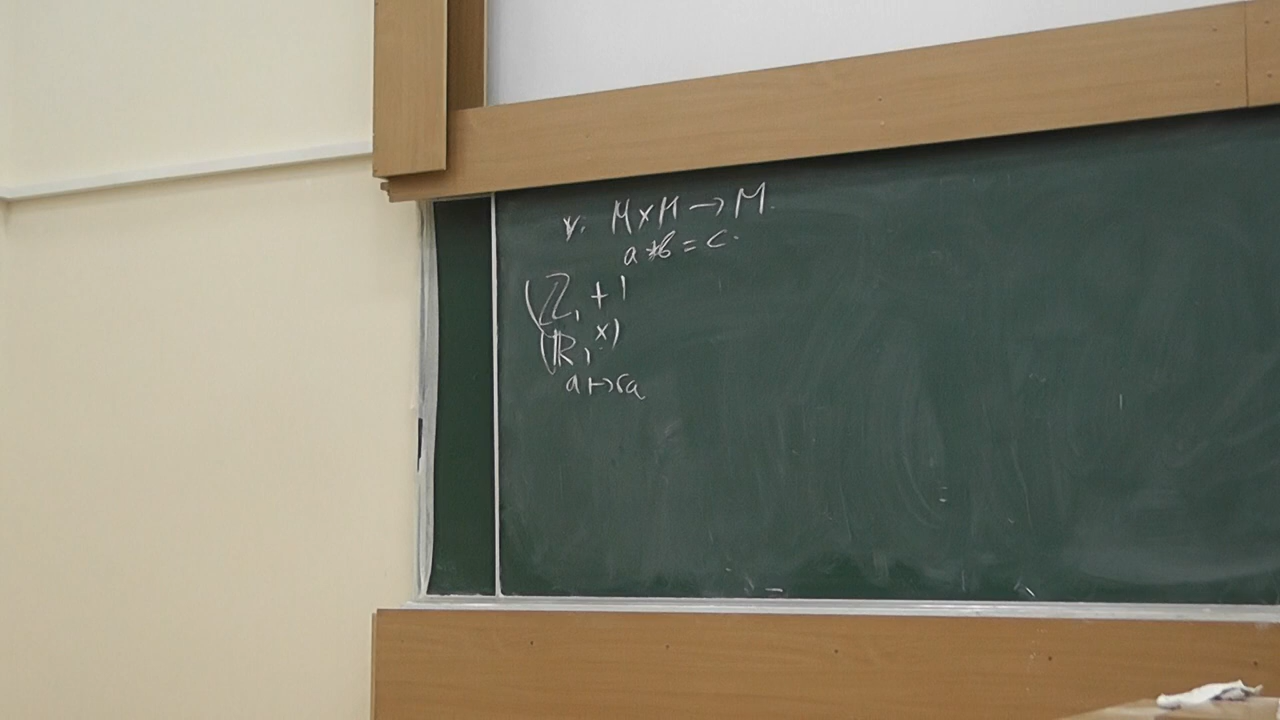 *: M×M → M.
a*b = c.
(ℤ, +)
(ℝ, ×)
a ↦ ra